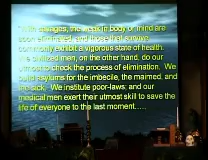 With savages, the weak in body or mind are
soon eliminated; and those that survive
commonly exhibit a vigorous state of health.
We civilized men, on the other hand, do our
utmost to check the process of elimination. We
build asylums for the imbecile, the maimed, and
the sick. We institute poor-laws; and our
medical men exert their utmost skill to save the
life of everyone to the last moment.....